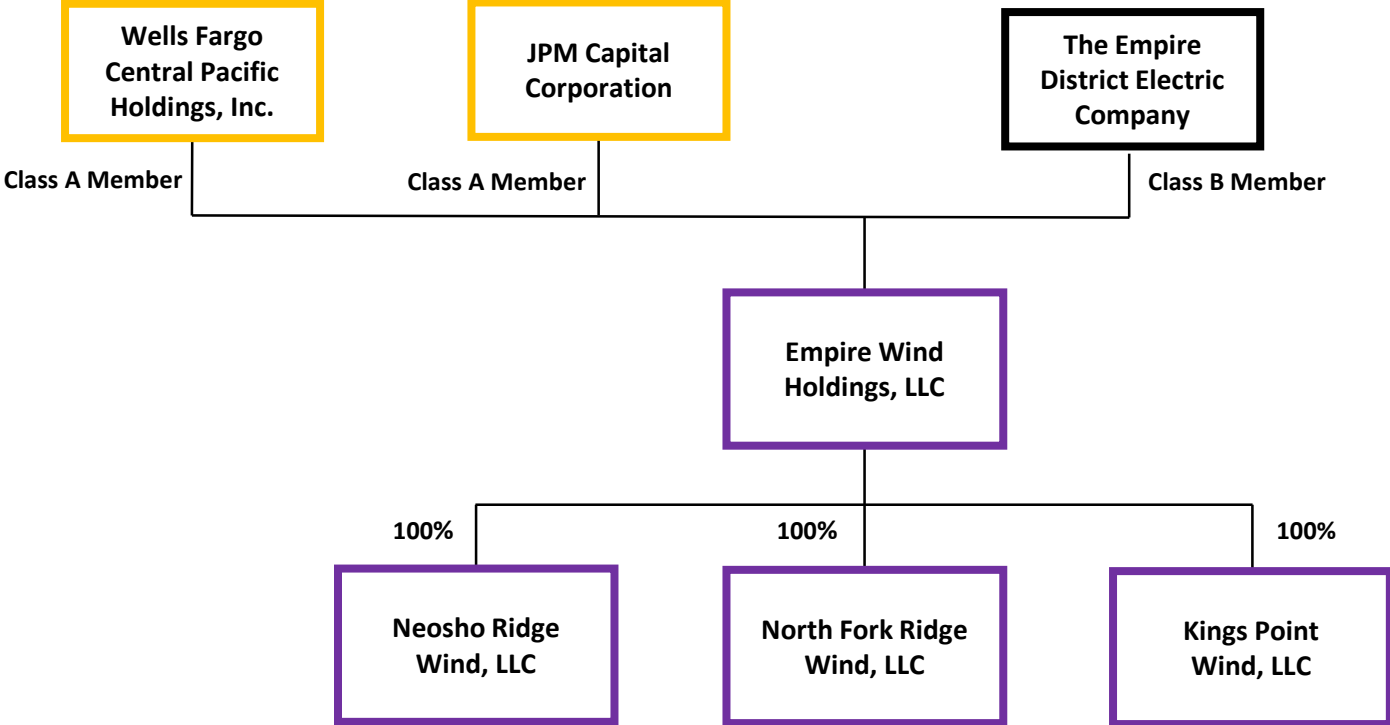 Wells Fargo
Central Pacific
Holdings, Inc.
JPM Capital
Corporation
The Empire
District Electric
Company
Class A Member
Class A Member
Class B Member
Empire Wind
Holdings, LLC
100%
100%
100%
Neosho Ridge
Wind, LLC
North Fork Ridge
Wind, LLC
Kings Point
Wind, LLC